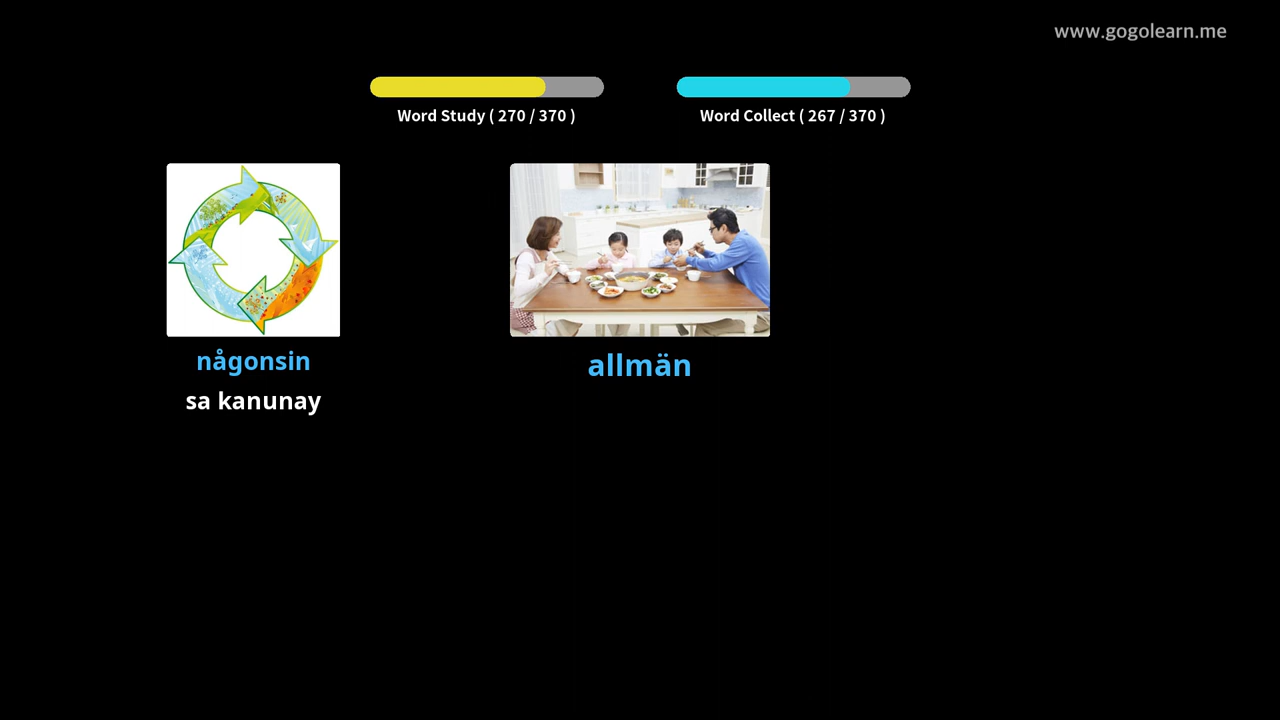 www.gogolearn.me
Word Study ( 270 / 370 )
Word Collect ( 267 / 370 )
någonsin
sa kanunay
allmän